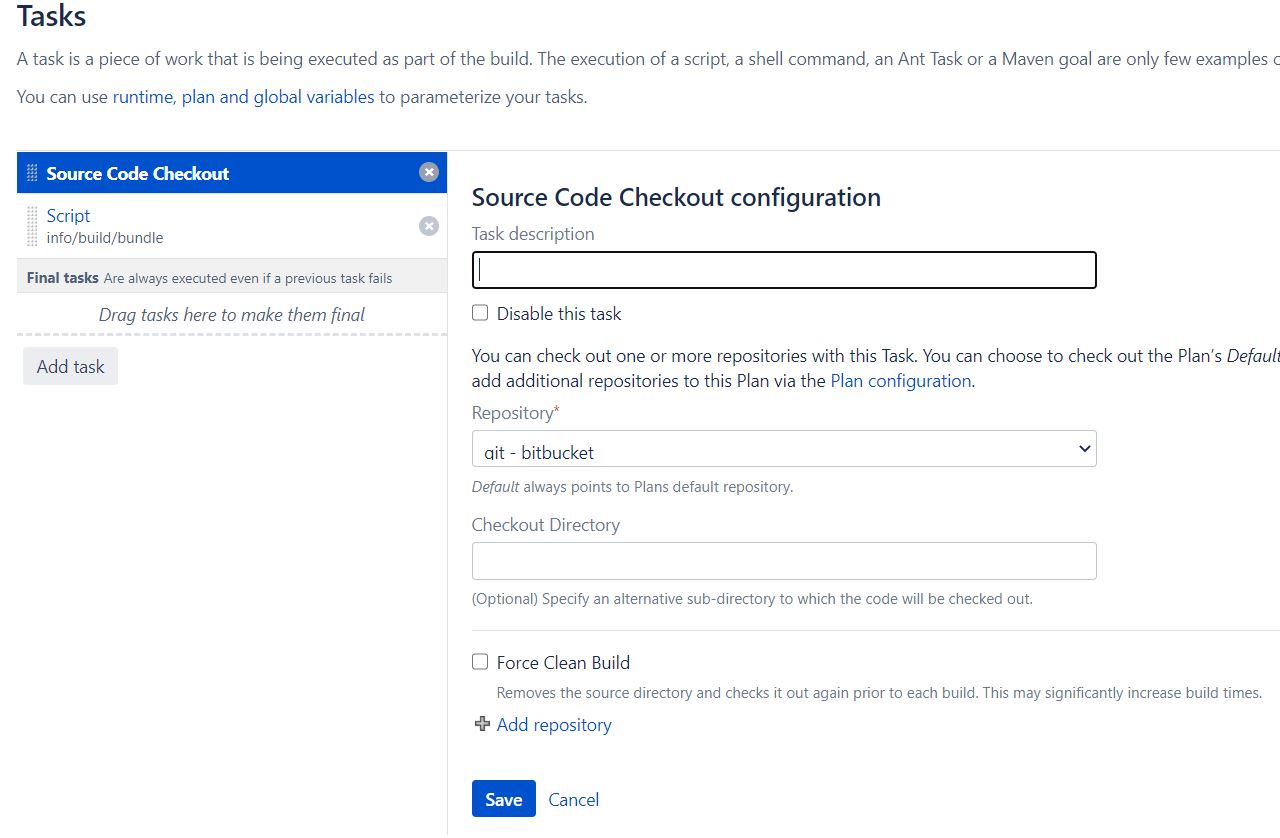 Tasks
A task is a piece of work that is being executed as part of the build. The execution of a script, a shell command, an Ant Task or a Maven goal are only few examples
You can use runtime, plan and global variables to parameterize your tasks.
Source Code Checkout
Script
info/build/bundle
Final tasks Are always executed even if a previous task fails
Drag tasks here to make them final
Add task
Source Code Checkout configuration
Task description
Disable this task
You can check out one or more repositories with this Task. You can choose to check out the Plan's Default
add additional repositories to this Plan via the Plan configuration.
Repository*
git - bitbucket
Default always points to Plans default repository.
Checkout Directory
(Optional) Specify an alternative sub-directory to which the code will be checked out.
Force Clean Build
Removes the source directory and checks it out again prior to each build. This may significantly increase build times.
Add repository
Save Cancel